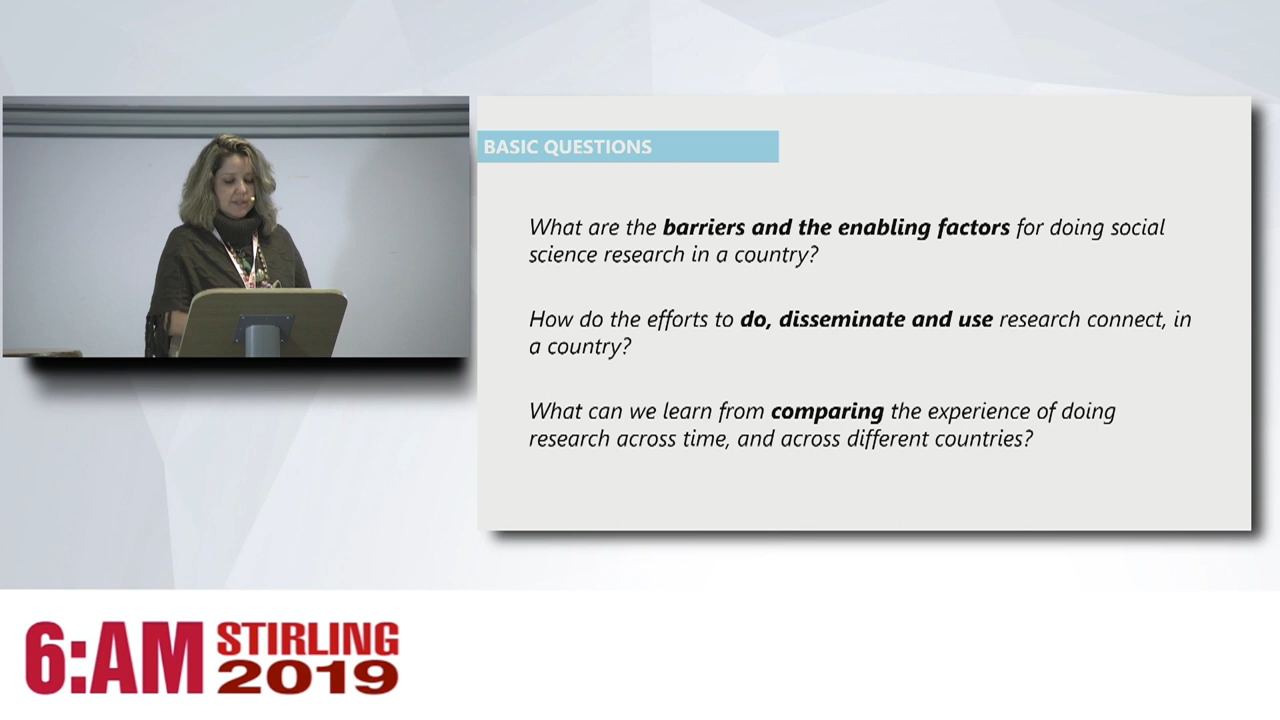 BASIC QUESTIONS
What are the barriers and the enabling factors for doing social
science research in a country?
How do the efforts to do, disseminate and use research connect, in
a country?
What can we learn from comparing the experience of doing
research across time, and across different countries?
6:AM STIRLING
2019